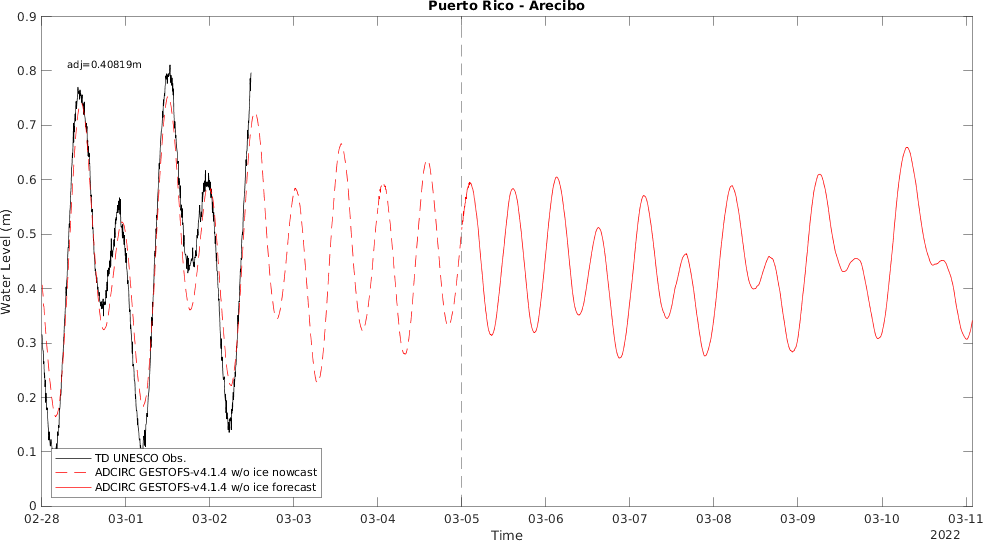 Puerto Rico - Arecibo
0.9
0.8
0.7
0.6
0.5
0.4
0.3
0.2
0.1
0
Water Level (m)
adj=0.40819m
TD UNESCO Obs.
ADCIRC GESTOFS-v4.1.4 w/o ice nowcast
ADCIRC GESTOFS-v4.1.4 w/o ice forecast
02-28 03-01 03-02 03-03 03-04 03-05 03-06 03-07 03-08 03-09 03-10 03-11
Time
2022